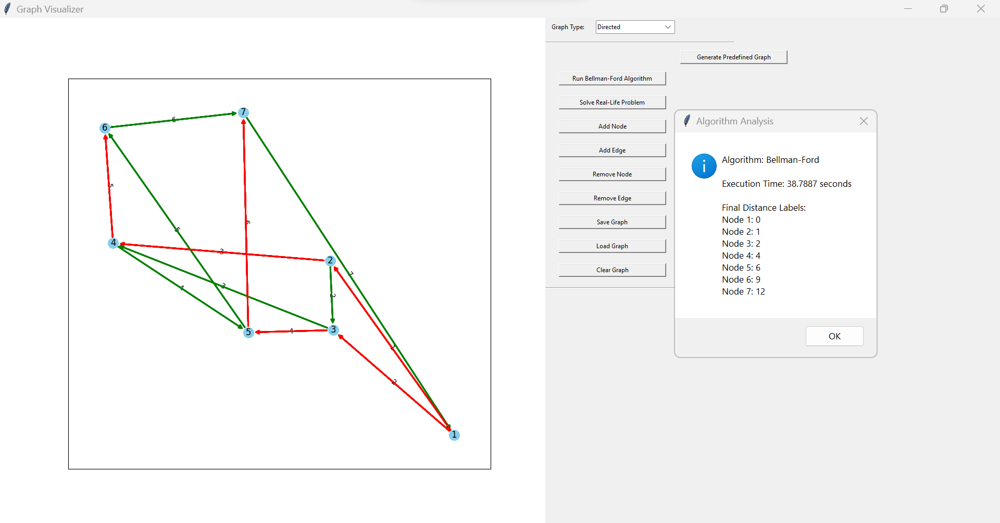 Graph Visualizer
Graph Type:
Directed
Generate Predefined Graph
Run Bellman-Ford Algorithm
Solve Real-Life Problem
Add Node
Add Edge
Remove Node
Remove Edge
Save Graph
Load Graph
Clear Graph
Algorithm Analysis
Algorithm: Bellman-Ford
Execution Time: 38.7887 seconds
Final Distance Labels:
Node 1: 0
Node 2: 1
Node 3: 2
Node 4: 4
Node 5: 6
Node 6: 9
Node 7: 12
OK
7
6
6
5
6
5
4
3
2
7
4
3
2
5
4
3
2
1